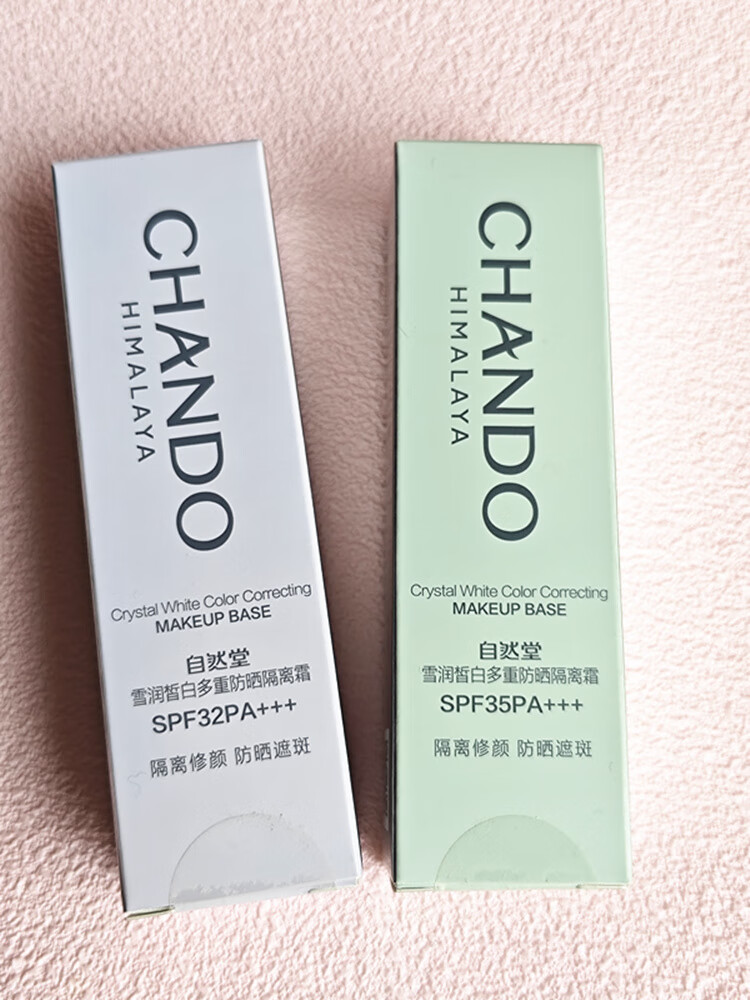 CHANDO
HIMALAYA
Crystal White Color Correcting
MAKEUP BASE
自然堂
雪润皙白多重防晒隔离霜
SPF32PA+++
隔离修颜 防晒遮斑
CHANDO
HIMALAYA
Crystal White Color Correcting
MAKEUP BASE
自然堂
雪润皙白多重防晒隔离霜
SPF35PA+++
隔离修颜 防晒遮斑